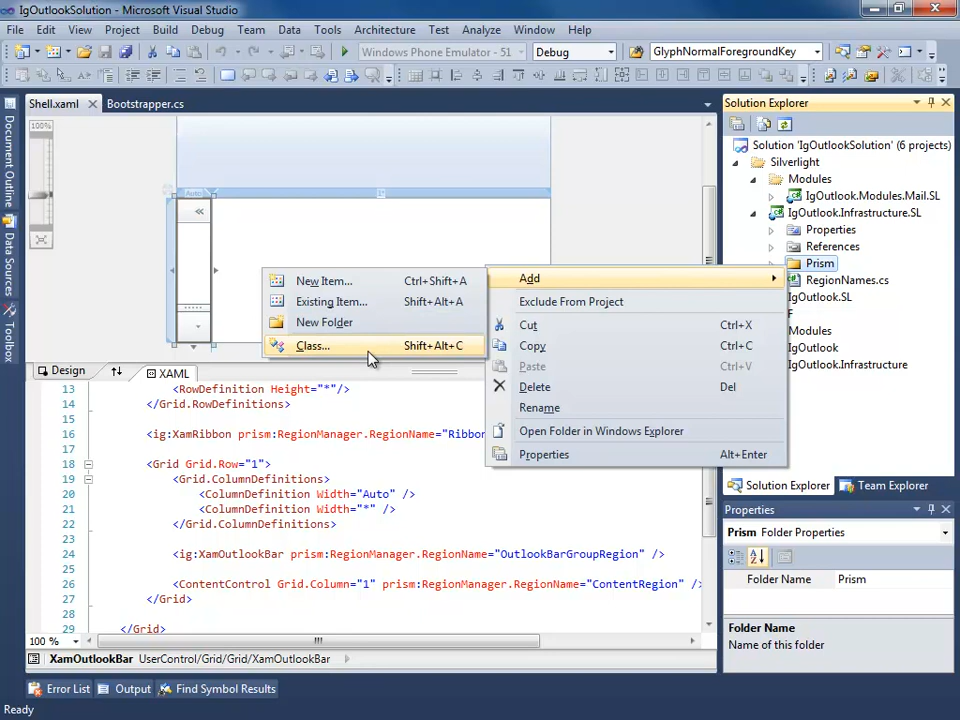 IgOutlookSolution - Microsoft Visual Studio
File Edit View Project Build Debug Team Data Tools Architecture Test Analyze Window Help
Windows Phone Emulator - 51 Debug GlyphNormalForegroundKey
Shell.xaml Bootstrapper.cs
Document Outline
Data Sources
Toolbox
100%
Auto
Solution Explorer
Solution 'IgOutlookSolution' (6 projects)
Silverlight
Modules
IgOutlook.Modules.Mail.SL
IgOutlook.Infrastructure.SL
Properties
References
Prism
RegionNames.cs
IgOutlook.SL
IgOutlook
IgOutlook.Infrastructure
New Item... Ctrl+Shift+A
Existing Item... Shift+Alt+A
New Folder
Class... Shift+Alt+C
Add
Exclude From Project
Cut Ctrl+X
Copy Ctrl+C
Paste Ctrl+V
Delete Del
Rename
Open Folder in Windows Explorer
Properties Alt+Enter
Design XAML
13 <RowDefinition Height="*"/>
14 </Grid.RowDefinitions>
15
16 <ig:XamRibbon prism:RegionManager.RegionName="Ribbon
17
18 <Grid Grid.Row="1">
19 <Grid.ColumnDefinitions>
20 <ColumnDefinition Width="Auto" />
21 <ColumnDefinition Width="*" />
22 </Grid.ColumnDefinitions>
23
24 <ig:XamOutlookBar prism:RegionManager.RegionName="OutlookBarGroupRegion" />
25
26 <ContentControl Grid.Column="1" prism:RegionManager.RegionName="ContentRegion" />
27 </Grid>
28
29 </Grid>
100 %
XamOutlookBar UserControl/Grid/Grid/XamOutlookBar
Solution Explorer Team Explorer
Properties
Prism Folder Properties
Folder Name Prism
Folder Name
Name of this folder
Error List Output Find Symbol Results
Ready